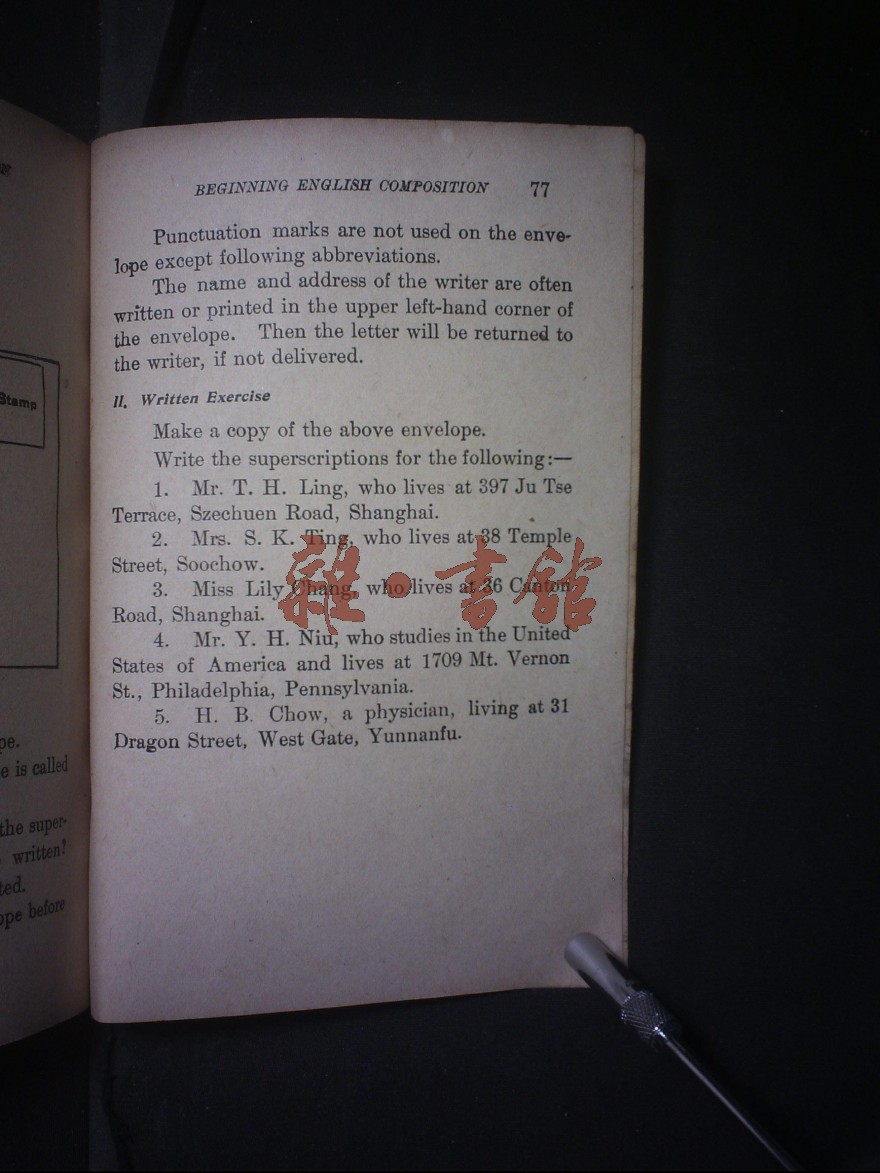 BEGINNING ENGLISH COMPOSITION 77
Punctuation marks are not used on the enve-
lope except following abbreviations.
The name and address of the writer are often
written or printed in the upper left-hand corner of
the envelope. Then the letter will be returned to
the writer, if not delivered.
II. Written Exercise
Make a copy of the above envelope.
Write the superscriptions for the following:—
1. Mr. T. H. Ling, who lives at 397 Ju Tse
Terrace, Szechuen Road, Shanghai.
2. Mrs. S. K. Ting, who lives at 38 Temple
Street, Soochow.
3. Miss Lily Chang, who lives at 36 Canton
Road, Shanghai.
4. Mr. Y. H. Niu, who studies in the United
States of America and lives at 1709 Mt. Vernon
St., Philadelphia, Pennsylvania.
5. H. B. Chow, a physician, living at 31
Dragon Street, West Gate, Yunnanfu.
雜·書館
Stamp
e is called
the super-
written?
before